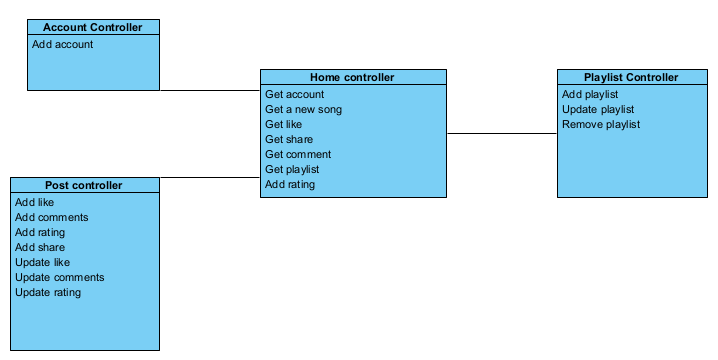 Account Controller
Add account
Home controller
Get account
Get a new song
Get like
Get share
Get comment
Get playlist
Add rating
Playlist Controller
Add playlist
Update playlist
Remove playlist
Post controller
Add like
Add comments
Add rating
Add share
Update like
Update comments
Update rating